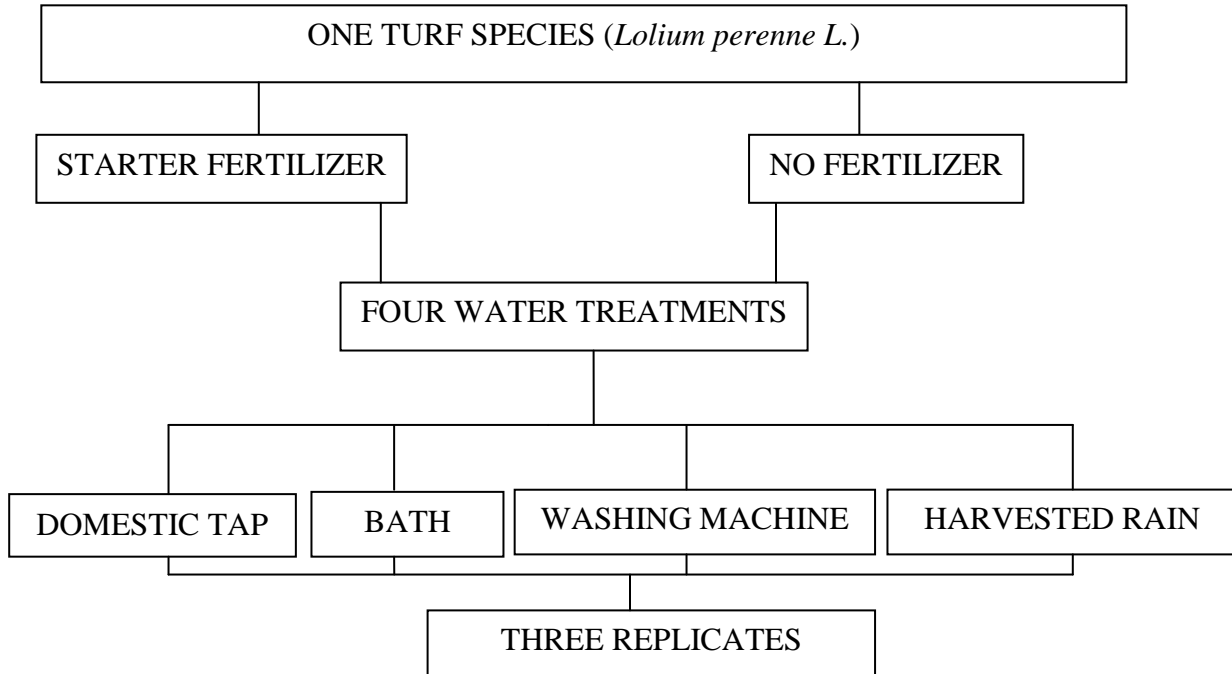 ONE TURF SPECIES (Lolium perenne L.)
STARTER FERTILIZER
NO FERTILIZER
FOUR WATER TREATMENTS
DOMESTIC TAP
BATH
WASHING MACHINE
HARVESTED RAIN
THREE REPLICATES